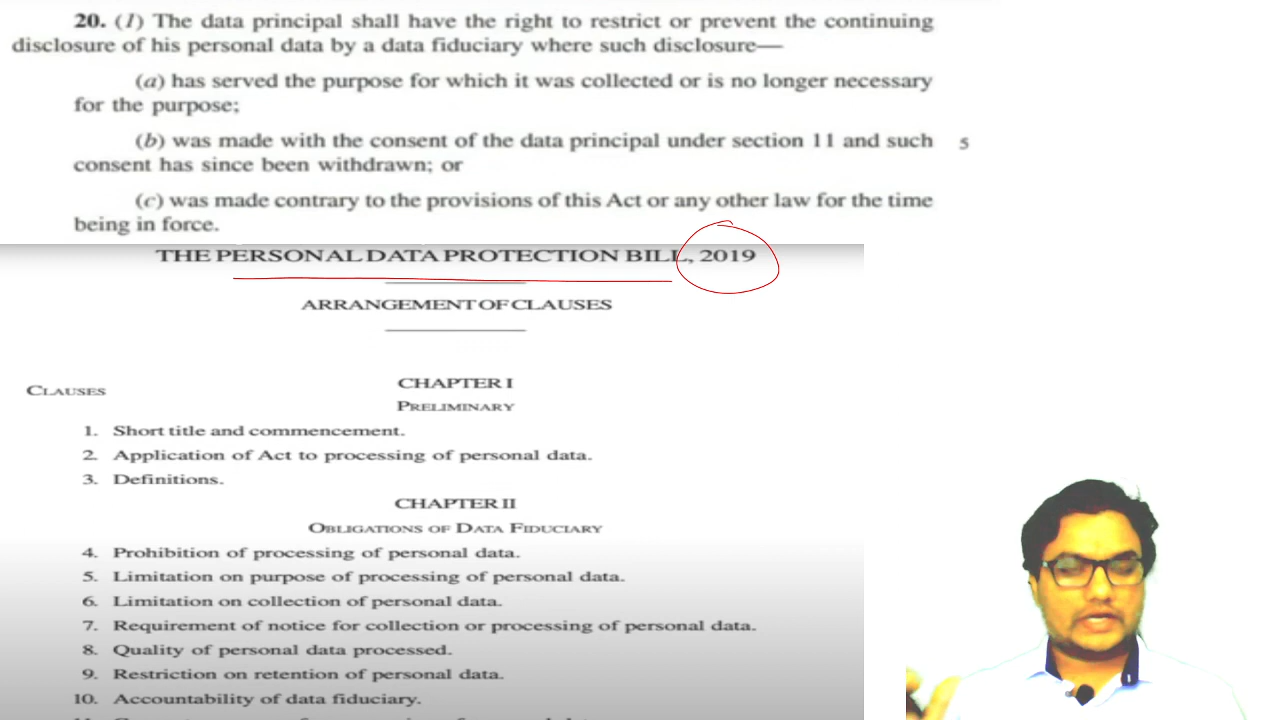 20. (1) The data principal shall have the right to restrict or prevent the continuing
disclosure of his personal data by a data fiduciary where such disclosure—
(a) has served the purpose for which it was collected or is no longer necessary
for the purpose;
(b) was made with the consent of the data principal under section 11 and such 5
consent has since been withdrawn; or
(c) was made contrary to the provisions of this Act or any other law for the time
being in force.
THE PERSONAL DATA PROTECTION BILL, 2019
ARRANGEMENT OF CLAUSES
CLAUSES
CHAPTER I
PRELIMINARY
1. Short title and commencement.
2. Application of Act to processing of personal data.
3. Definitions.
CHAPTER II
OBLIGATIONS OF DATA FIDUCIARY
4. Prohibition of processing of personal data.
5. Limitation on purpose of processing of personal data.
6. Limitation on collection of personal data.
7. Requirement of notice for collection or processing of personal data.
8. Quality of personal data processed.
9. Restriction on retention of personal data.
10. Accountability of data fiduciary.